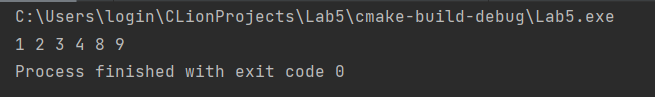 C:\Users\login\CLionProjects\Lab5\cmake-build-debug\Lab5.exe
1 2 3 4 8 9
Process finished with exit code 0